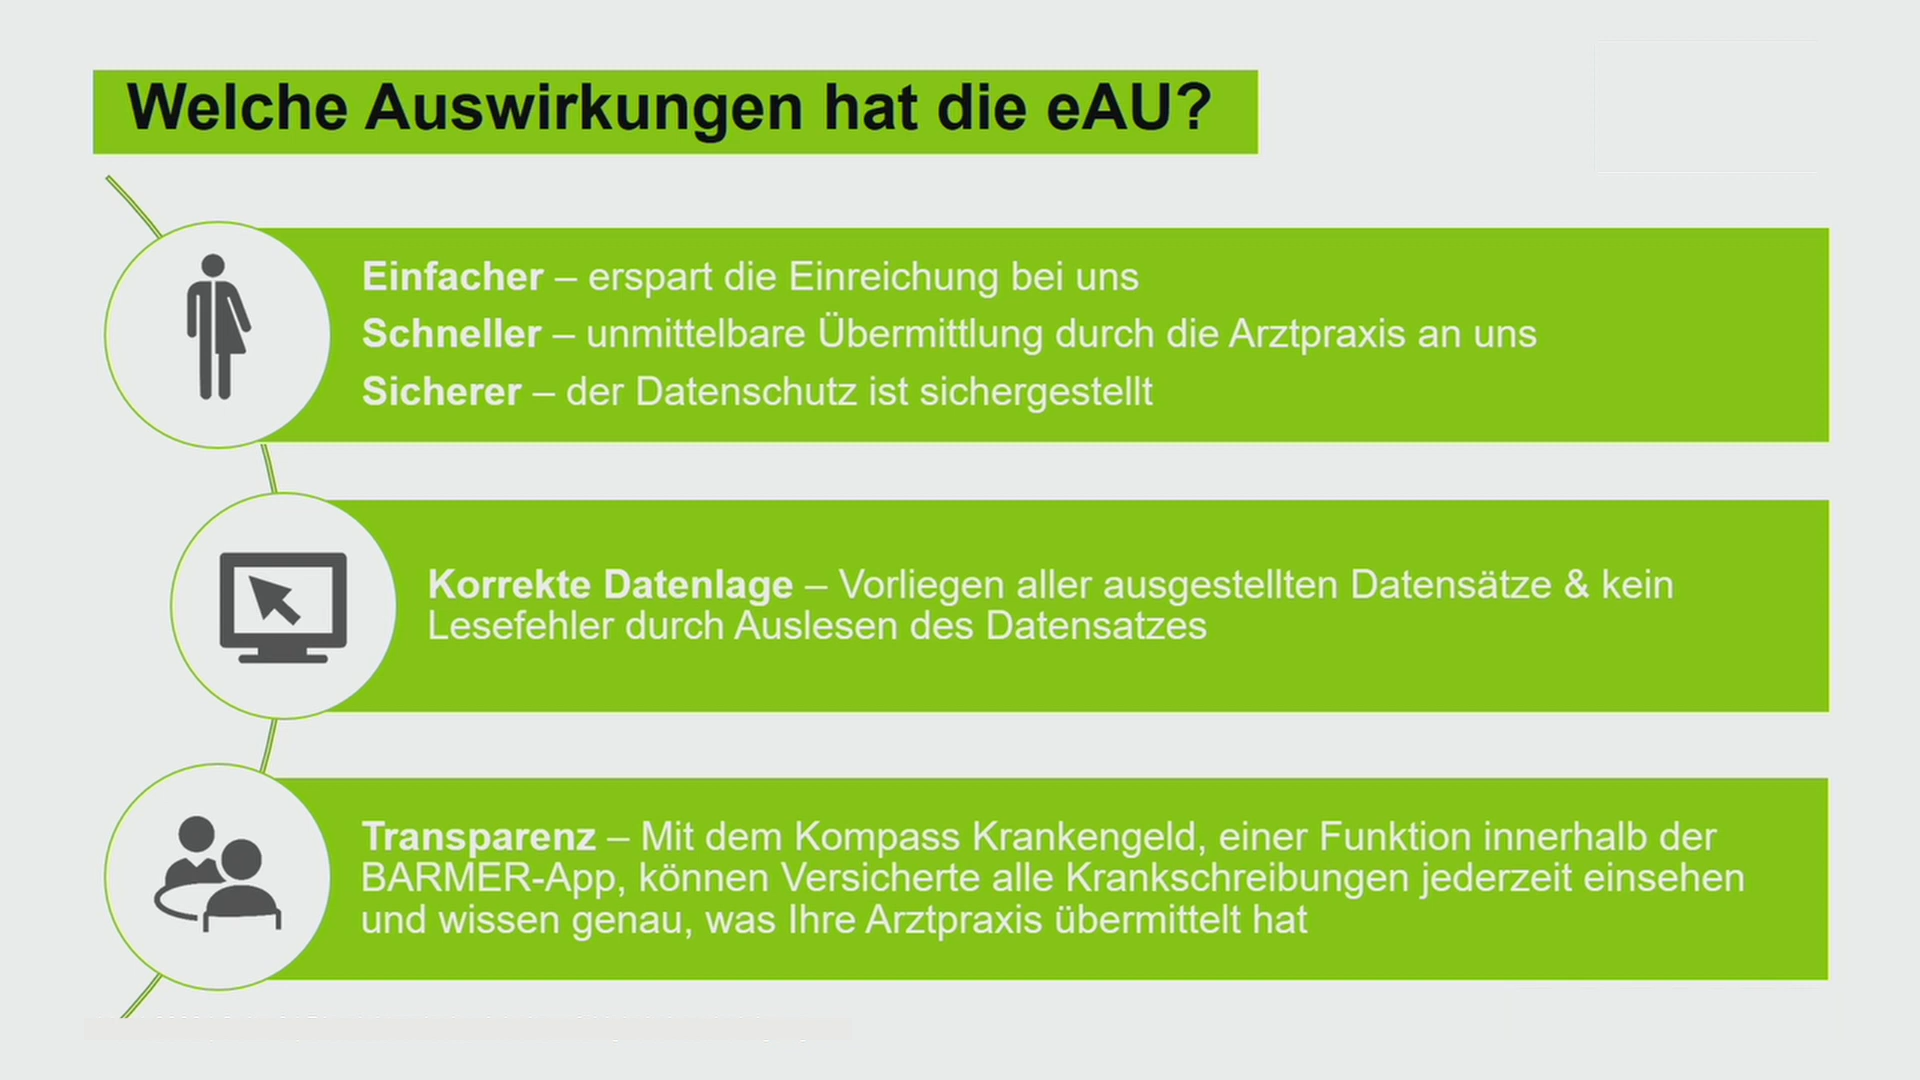 Welche Auswirkungen hat die eAU?
Einfacher – erspart die Einreichung bei uns
Schneller – unmittelbare Übermittlung durch die Arztpraxis an uns
Sicherer – der Datenschutz ist sichergestellt
Korrekte Datenlage – Vorliegen aller ausgestellten Datensätze & kein
Lesefehler durch Auslesen des Datensatzes
Transparenz – Mit dem Kompass Krankengeld, einer Funktion innerhalb der
BARMER-App, können Versicherte alle Krankschreibungen jederzeit einsehen
und wissen genau, was Ihre Arztpraxis übermittelt hat